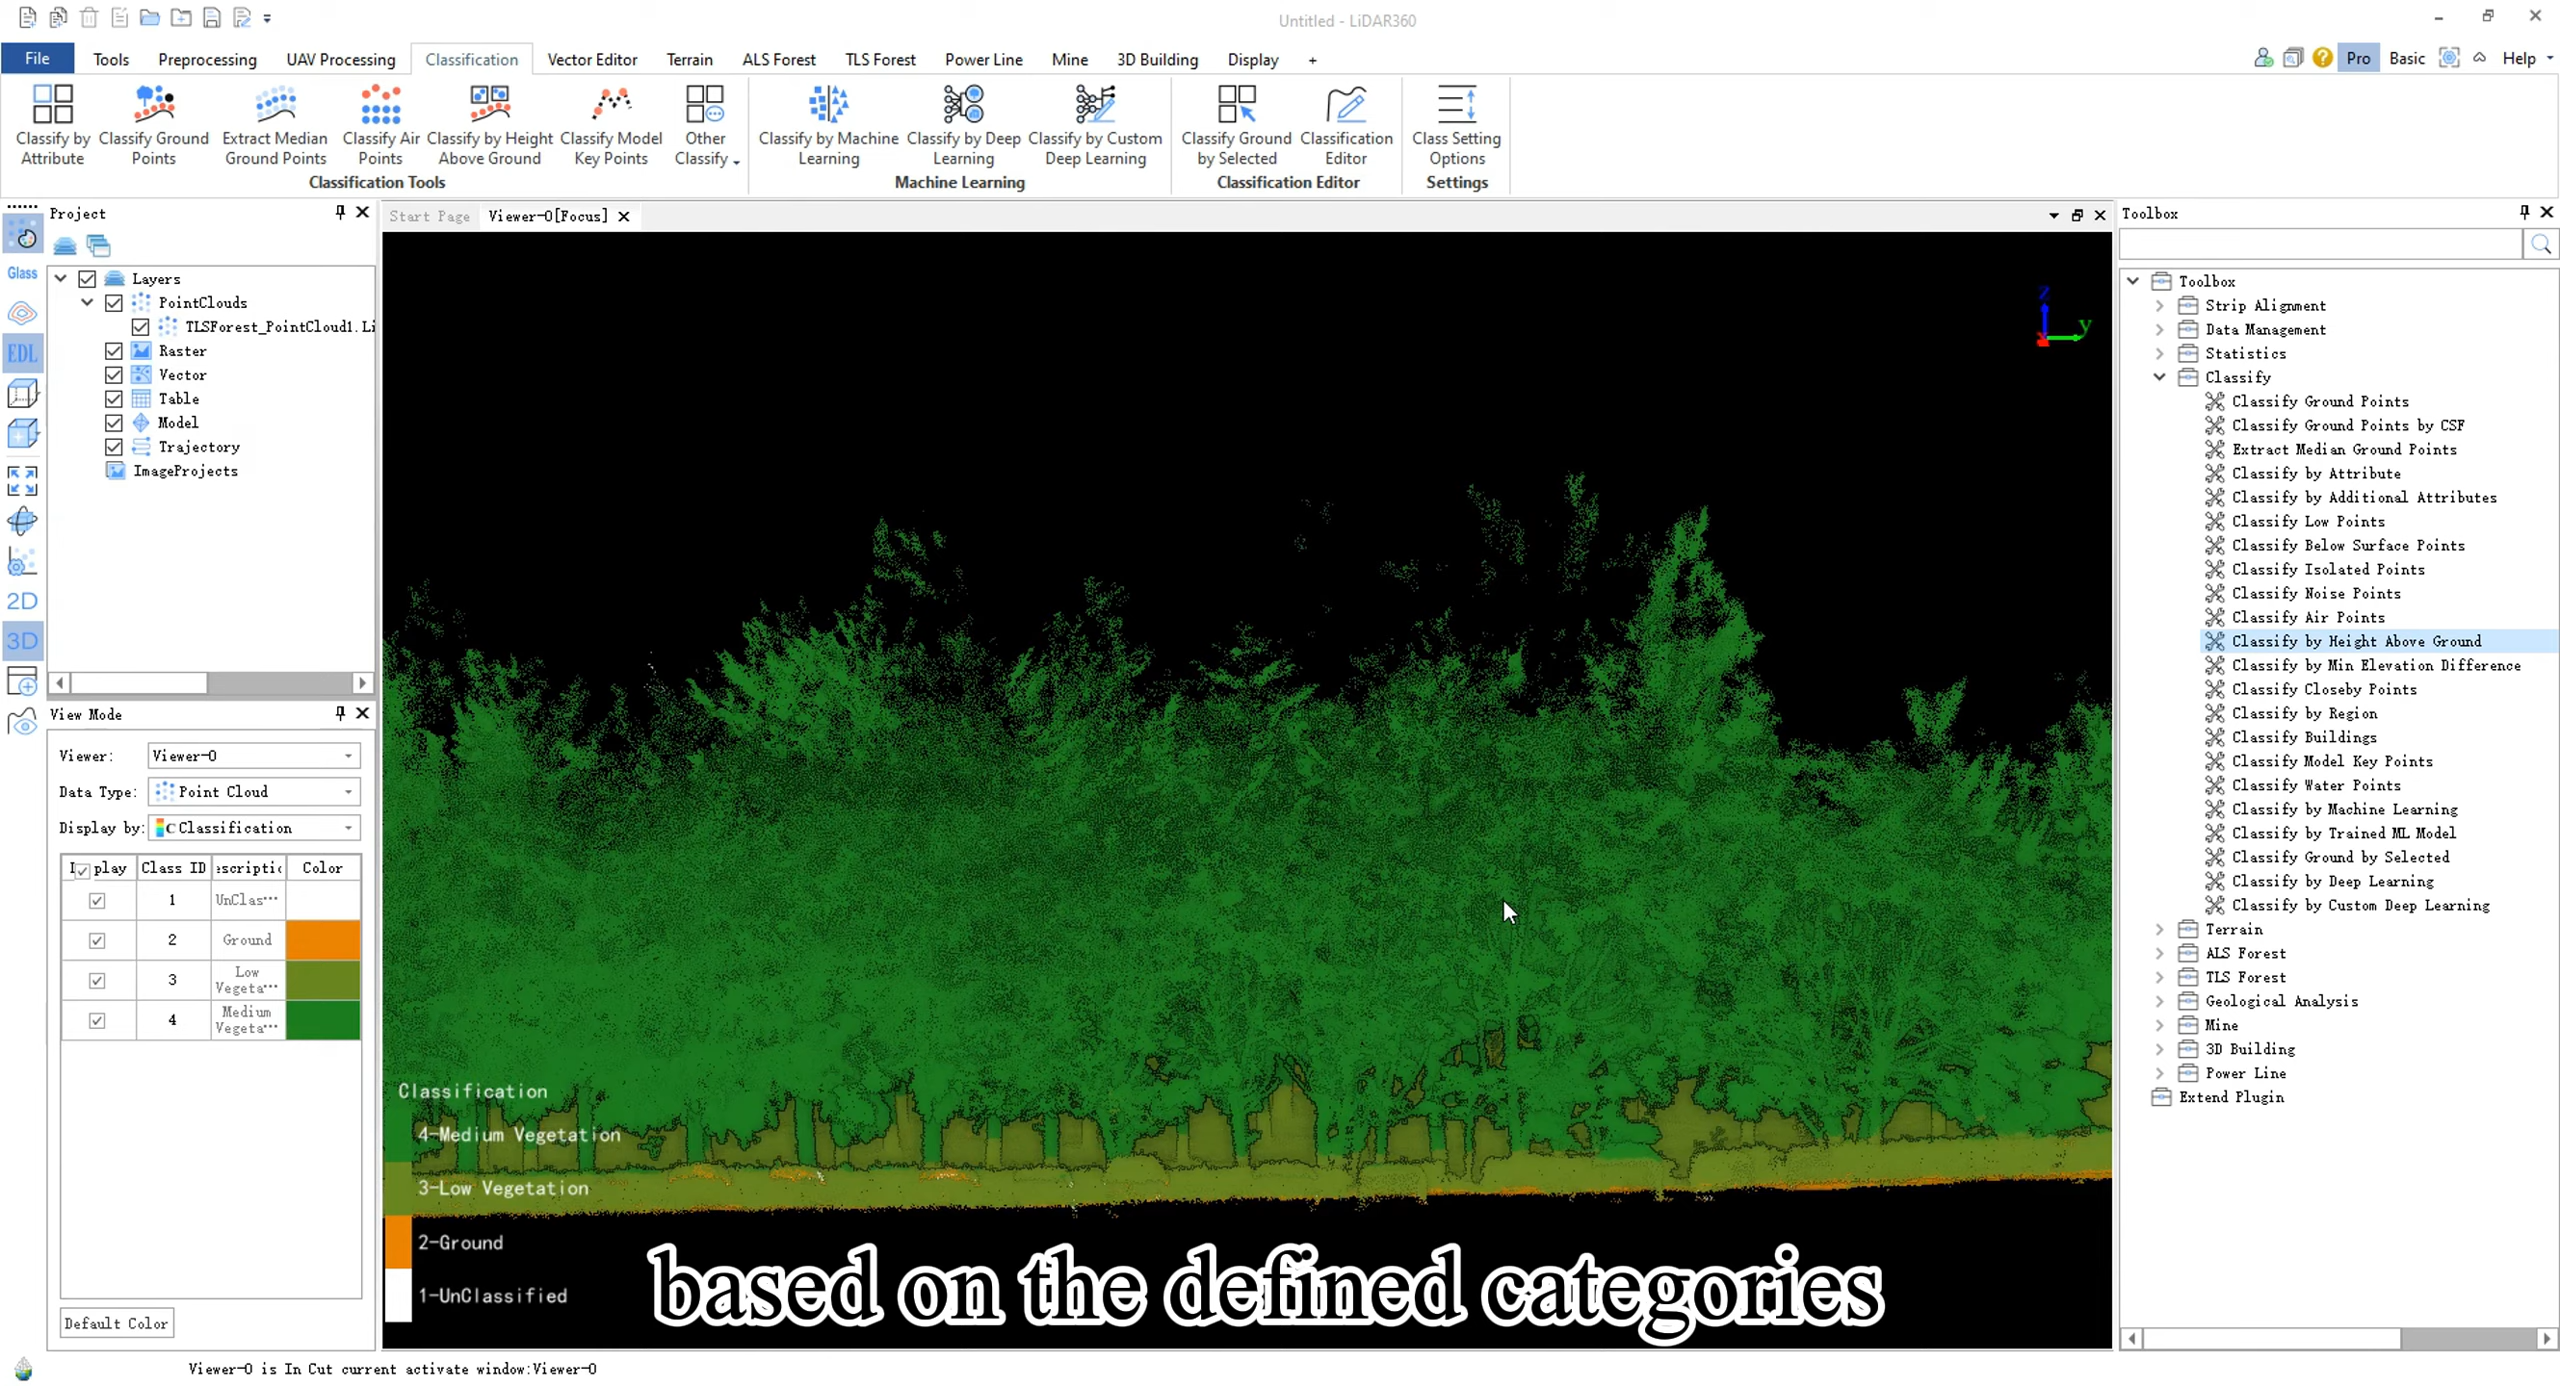 Untitled - LiDAR360
File Tools Preprocessing UAV Processing Classification Vector Editor Terrain ALS Forest TLS Forest Power Line Mine 3D Building Display + Pro Basic Help
Classify by Attribute
Classify Ground Points
Extract Median Ground Points
Classify Air Points
Classify by Height Above Ground
Classify Model Key Points
Other Classify
Classify by Machine Learning
Classify by Deep Learning
Classify by Custom Deep Learning
Classify Ground by Selected
Classification Editor
Class Setting Options
Classification Tools
Machine Learning
Classification Editor
Settings
Project
Glass
EDL
2D
3D
Layers
PointClouds
TLSForest_PointCloud1.Li
Raster
Vector
Table
Model
Trajectory
ImageProjects
View Mode
Viewer: Viewer-0
Data Type: Point Cloud
Display by: C Classification
play Class ID escriptic Color
1 UnClas···
2 Ground
3 Low Vegeta···
4 Medium Vegeta···
Default Color
Start Page Viewer-0[Focus]
z
y
x
Classification
4-Medium Vegetation
3-Low Vegetation
2-Ground
1-UnClassified
based on the defined categories
Toolbox
Toolbox
Strip Alignment
Data Management
Statistics
Classify
Classify Ground Points
Classify Ground Points by CSF
Extract Median Ground Points
Classify by Attribute
Classify by Additional Attributes
Classify Low Points
Classify Below Surface Points
Classify Isolated Points
Classify Noise Points
Classify Air Points
Classify by Height Above Ground
Classify by Min Elevation Difference
Classify Closeby Points
Classify by Region
Classify Buildings
Classify Model Key Points
Classify Water Points
Classify by Machine Learning
Classify by Trained ML Model
Classify Ground by Selected
Classify by Deep Learning
Classify by Custom Deep Learning
Terrain
ALS Forest
TLS Forest
Geological Analysis
Mine
3D Building
Power Line
Extend Plugin
Viewer-0 is In Cut current activate window:Viewer-0